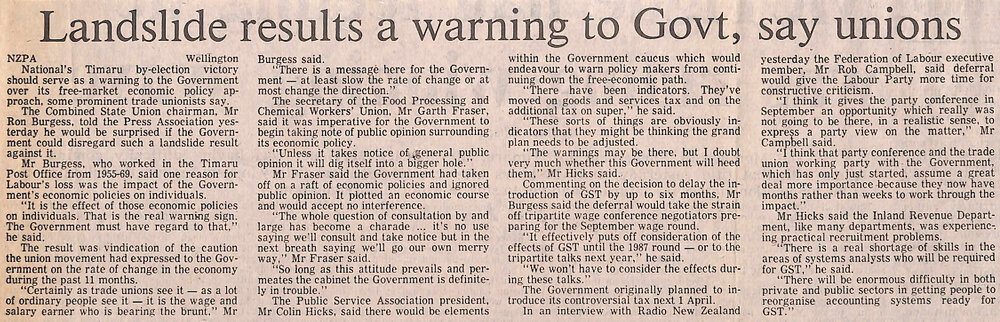 Landslide results a warning to Govt, say unions
NZPA Wellington
National's Timaru by-election victory
should serve as a warning to the Government
over its free-market economic policy ap-
proach, some prominent trade unionists say.
The Combined State Union chairman, Mr
Ron Burgess, told the Press Association yes-
terday he would be surprised if the Govern-
ment could disregard such a landslide result
against it.
Mr Burgess, who worked in the Timaru
Post Office from 1955-69, said one reason for
Labour's loss was the impact of the Govern-
ment's economic policies on individuals.
"It is the effect of those economic policies
on individuals. That is the real warning sign.
The Government must have regard to that,"
he said.
The result was vindication of the caution
the union movement had expressed to the Gov-
ernment on the rate of change in the economy
during the past 11 months.
"Certainly as trade unions see it — as a lot
of ordinary people see it — it is the wage and
salary earner who is bearing the brunt." Mr
Burgess said.
"There is a message here for the Govern-
ment — at least slow the rate of change or at
most change the direction."
The secretary of the Food Processing and
Chemical Workers' Union, Mr Garth Fraser,
said it was imperative for the Government to
begin taking note of public opinion surrounding
its economic policy.
"Unless it takes notice of general public
opinion it will dig itself into a bigger hole."
Mr Fraser said the Government had taken
off on a raft of economic policies and ignored
public opinion. It plotted an economic course
and would accept no interference.
"The whole question of consultation by and
large has become a charade ... it's no use
saying we'll consult and take notice but in the
next breath saying we'll go our own merry
way," Mr Fraser said.
"So long as this attitude prevails and per-
meates the cabinet the Government is definite-
ly in trouble."
The Public Service Association president,
Mr Colin Hicks, said there would be elements
within the Government caucus which would
endeavour to warn policy makers from conti-
nuing down the free-economic path.
"There have been indicators. They've
moved on goods and services tax and on the
additional tax on super," he said.
"These sorts of things are obviously in-
dicators that they might be thinking the grand
plan needs to be adjusted.
"The warnings may be there, but I doubt
very much whether this Government will heed
them," Mr Hicks said.
Commenting on the decision to delay the in-
troduction of GST by up to six months, Mr
Burgess said the deferral would take the strain
off tripartite wage conference negotiators pre-
paring for the September wage round.
"It effectively puts off consideration of the
effects of GST until the 1987 round — or to the
tripartite talks next year," he said.
"We won't have to consider the effects dur-
ing these talks."
The Government originally planned to in-
troduce its controversial tax next 1 April.
In an interview with Radio New Zealand
yesterday the Federation of Labour executive
member, Mr Rob Campbell, said deferral
would give the Labour Party more time for
constructive criticism.
"I think it gives the party conference in
September an opportunity which really was
not going to be there, in a realistic sense, to
express a party view on the matter," Mr
Campbell said.
"I think that party conference and the trade
union working party with the Government,
which has only just started, assume a great
deal more importance because they now have
months rather than weeks to work through the
impact."
Mr Hicks said the Inland Revenue Depart-
ment, like many departments, was experienc-
ing practical recruitment problems.
"There is a real shortage of skills in the
areas of systems analysts who will be required
for GST," he said.
"There will be enormous difficulty in both
private and public sectors in getting people to
reorganise accounting systems ready for
GST."